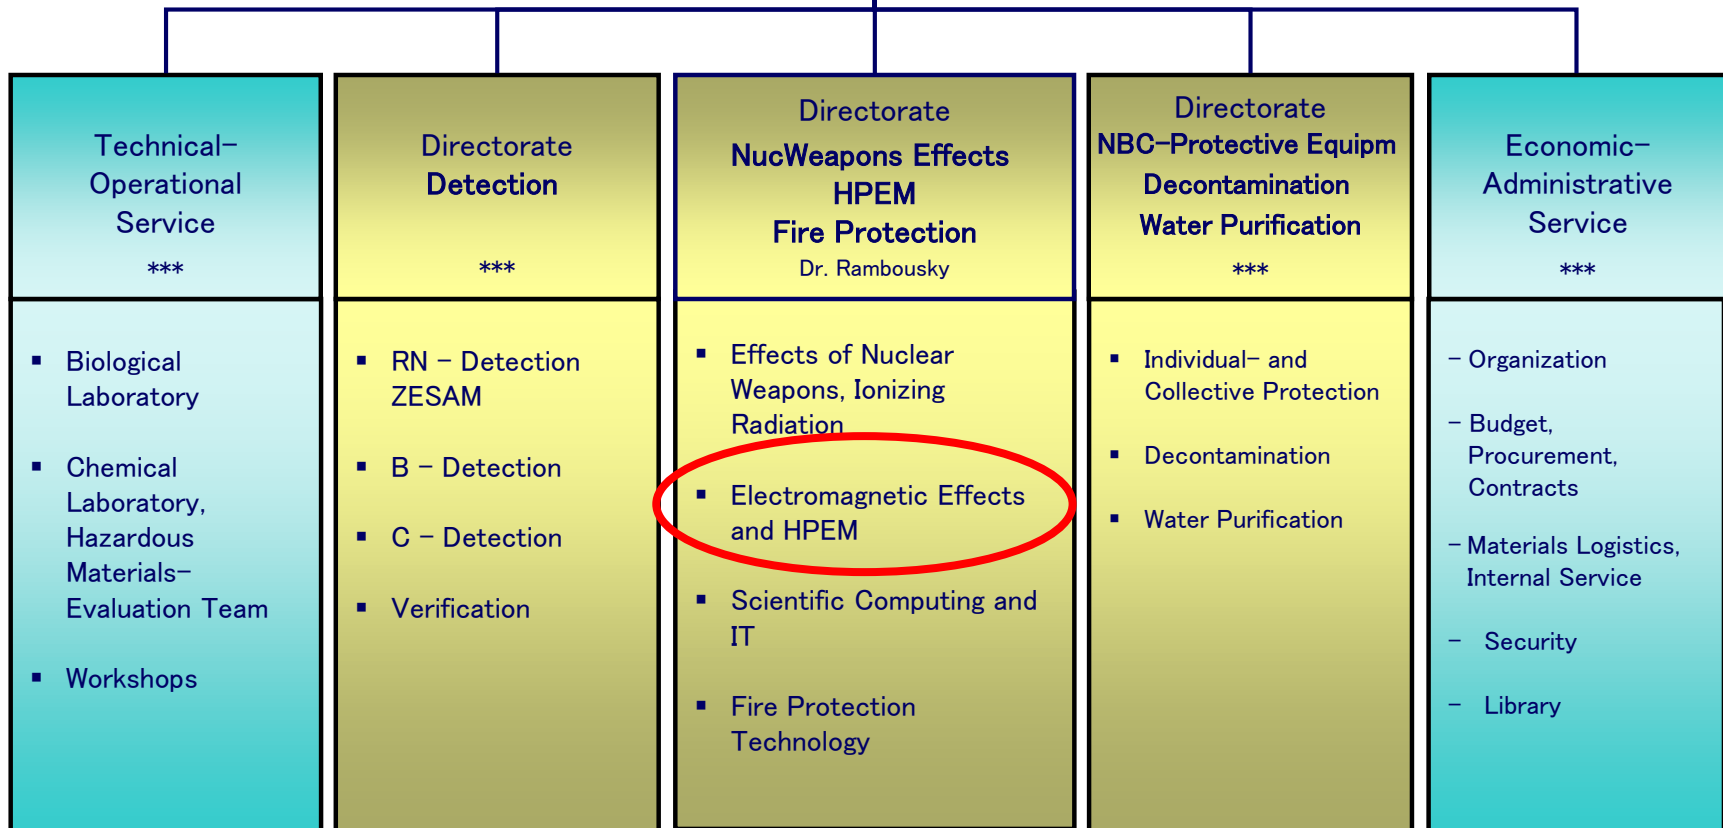 Technical-
Operational
Service
***
▪ Biological
Laboratory
▪ Chemical
Laboratory,
Hazardous
Materials-
Evaluation Team
▪ Workshops
Directorate
Detection
***
▪ RN - Detection
ZESAM
▪ B - Detection
▪ C - Detection
▪ Verification
Directorate
NucWeapons Effects
HPEM
Fire Protection
Dr. Rambousky
▪ Effects of Nuclear
Weapons, Ionizing
Radiation
▪ Electromagnetic Effects
and HPEM
▪ Scientific Computing and
IT
▪ Fire Protection
Technology
Directorate
NBC-Protective Equipm
Decontamination
Water Purification
***
▪ Individual- and
Collective Protection
▪ Decontamination
▪ Water Purification
Economic-
Administrative
Service
***
- Organization
- Budget,
Procurement,
Contracts
- Materials Logistics,
Internal Service
- Security
- Library